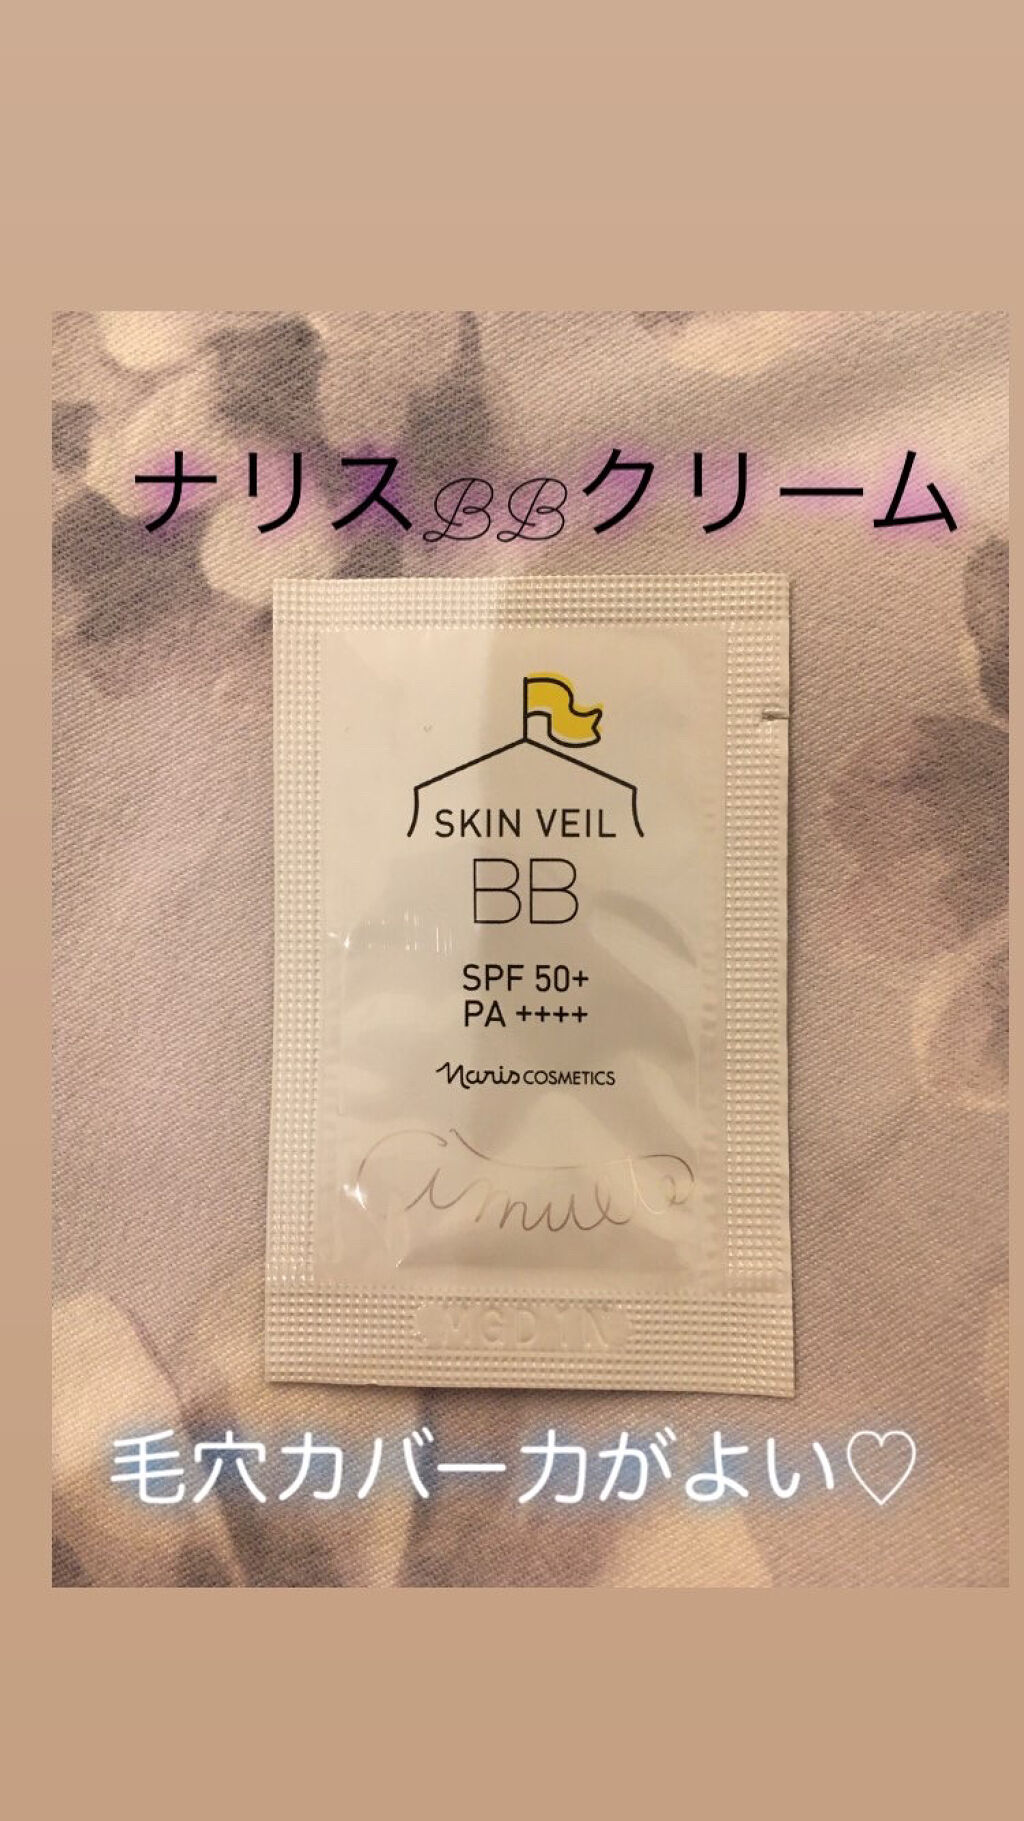 ナリスBBクリーム
SKIN VEIL
BB
SPF 50+
PA ++++
Naris COSMETICS
毛穴カバー力がよい♡